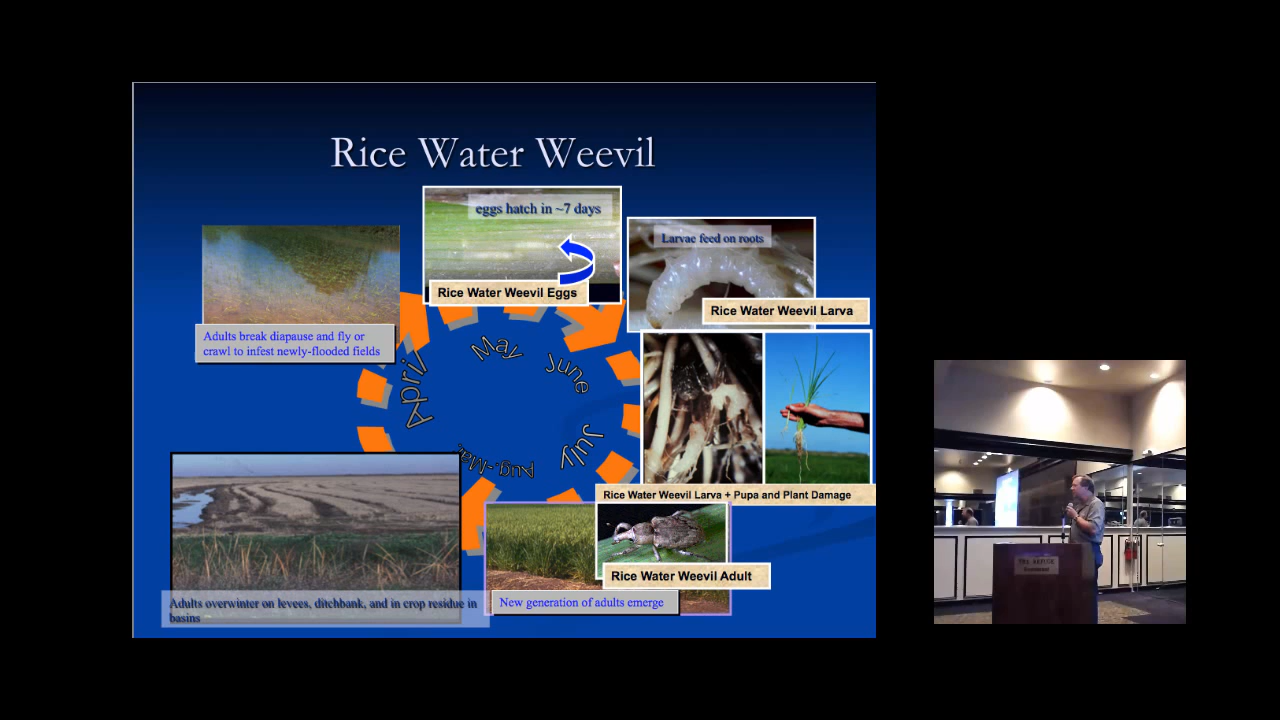 Rice Water Weevil
eggs hatch in ~7 days
Rice Water Weevil Eggs
Larvae feed on roots
Rice Water Weevil Larva
Adults break diapause and fly or
crawl to infest newly-flooded fields
April
May
June
July
Aug.-Mar.
Rice Water Weevil Larva + Pupa and Plant Damage
Rice Water Weevil Adult
New generation of adults emerge
Adults overwinter on levees, ditchbank, and in crop residue in
basins
THE REFUGE